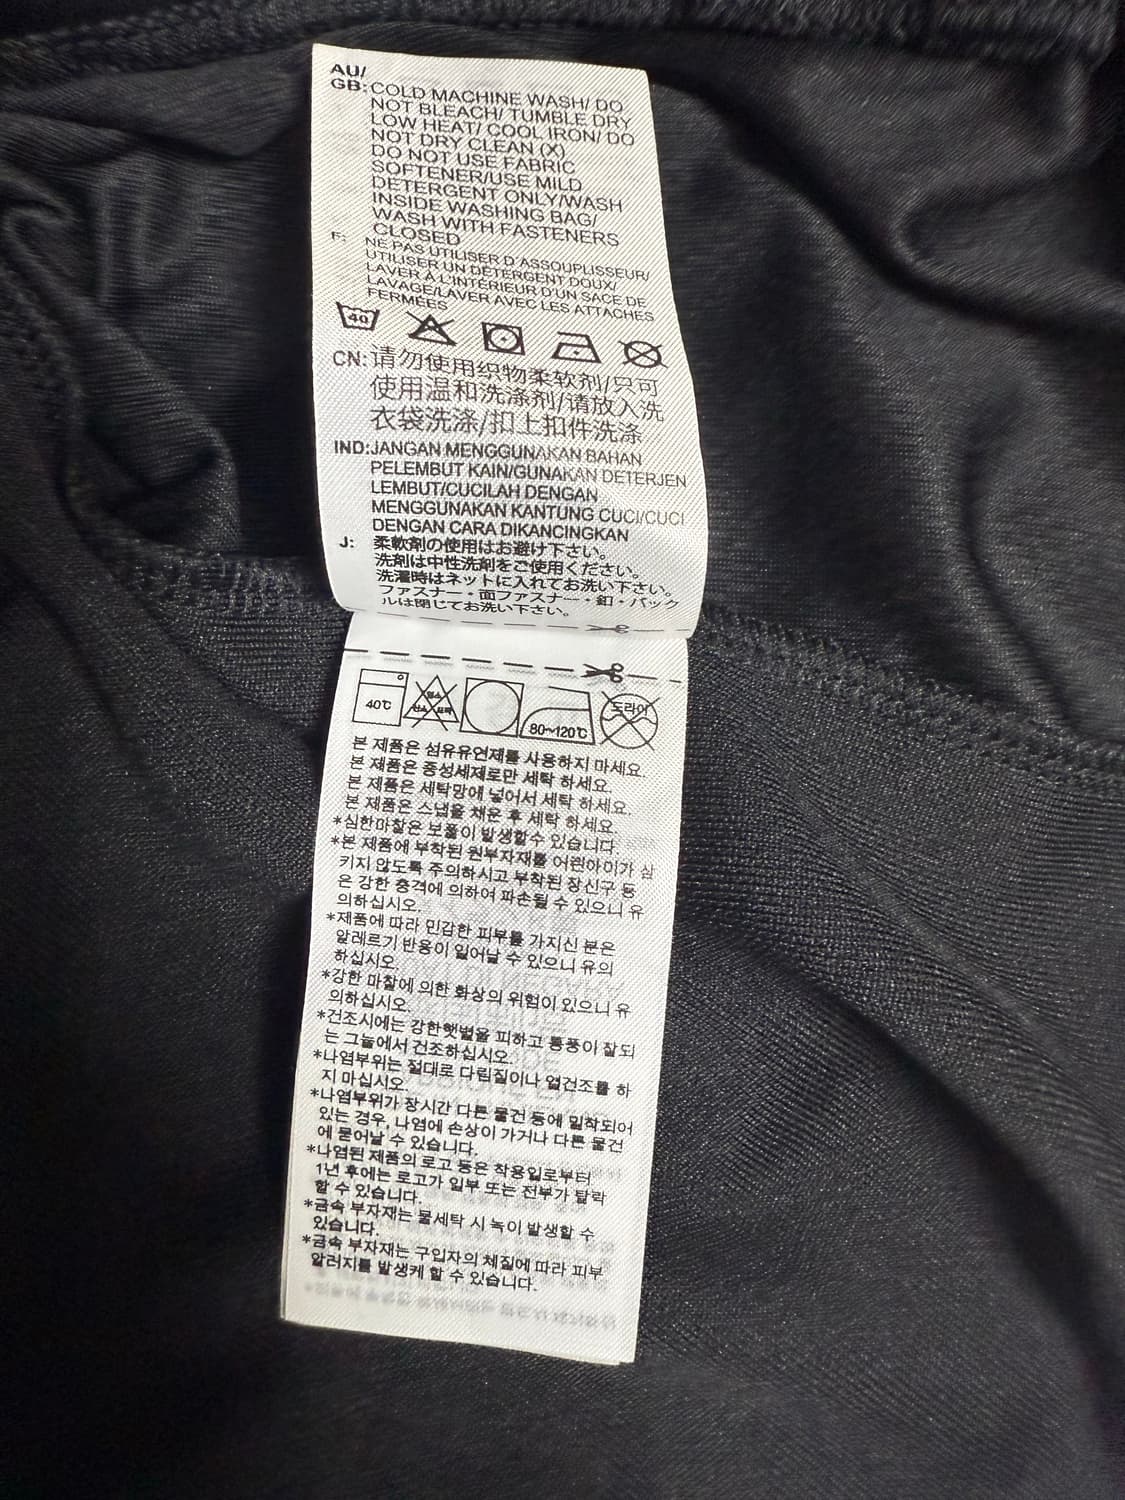 AU/
GB: COLD MACHINE WASH/ DO
NOT BLEACH/ TUMBLE DRY
LOW HEAT/ COOL IRON/ DO
NOT DRY CLEAN (X)
DO NOT USE FABRIC
SOFTENER/USE MILD
DETERGENT ONLY/WASH
INSIDE WASHING BAG/
WASH WITH FASTENERS
CLOSED
F: NE PAS UTILISER D'ASSOUPLISSEUR/
UTILISER UN DÉTERGENT DOUX/
LAVER À L'INTÉRIEUR D'UN SACE DE
LAVAGE/LAVER AVEC LES ATTACHES
FERMÉES
40
CN: 请勿使用织物柔软剂/只可
使用温和洗涤剂/请放入洗
衣袋洗涤/扣上扣件洗涤
IND: JANGAN MENGGUNAKAN BAHAN
PELEMBUT KAIN/GUNAKAN DETERJEN
LEMBUT/CUCILAH DENGAN
MENGGUNAKAN KANTUNG CUCI/CUCI
DENGAN CARA DIKANCINGKAN
J: 柔軟剤の使用はお避け下さい。
洗剤は中性洗剤をご使用ください。
洗濯時はネットに入れてお洗い下さい。
ファスナー・面ファスナー・釦・バック
ルは閉じてお洗い下さい。
40℃ 80~120℃ 드라이
본 제품은 섬유유연제를 사용하지 마세요.
본 제품은 중성세제로만 세탁 하세요.
본 제품은 세탁망에 넣어서 세탁 하세요.
본 제품은 스냅을 채운 후 세탁 하세요.
*심한마찰은 보풀이 발생할수 있습니다
*본 제품에 부착된 원부자재를 어린아이가 삼
키지 않도록 주의하시고 부착된 장신구 등
은 강한 충격에 의하여 파손될 수 있으니 유
의하십시오.
*제품에 따라 민감한 피부를 가지신 분은
알레르기 반응이 일어날 수 있으니 유의
하십시오.
*강한 마찰에 의한 화상의 위험이 있으니 유
의하십시오.
*건조시에는 강한햇볕을 피하고 통풍이 잘되
는 그늘에서 건조하십시오
*나염부위는 절대로 다림질이나 열건조를 하
지 마십시오.
*나염부위가 장시간 다른 물건 등에 밀착되어
있는 경우, 나염에 손상이 가거나 다른 물건
에 묻어날 수 있습니다.
*나염된 제품의 로고 등은 착용일로부터
1년 후에는 로고가 일부 또는 전부가 탈락
할 수 있습니다.
*금속 부자재는 물세탁 시 녹이 발생할 수
있습니다.
*금속 부자재는 구입자의 체질에 따라 피부
알러지를 발생케 할 수 있습니다.